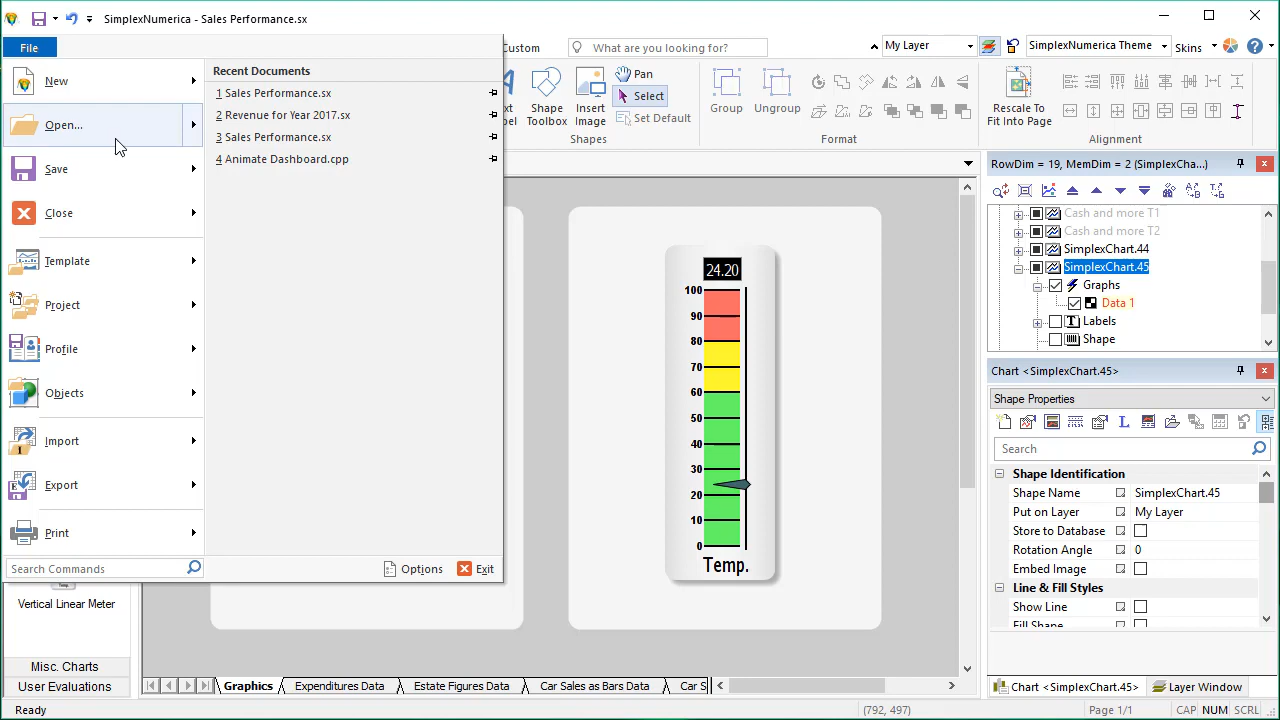 SimplexNumerica - Sales Performance.sx
File
Custom
What are you looking for?
My Layer
SimplexNumerica Theme
Skins
New
Open...
Save
Close
Template
Project
Profile
Objects
Import
Export
Print
Search Commands
Recent Documents
1 Sales Performance.sx
2 Revenue for Year 2017.sx
3 Sales Performance.sx
4 Animate Dashboard.cpp
Options
Exit
Shape Toolbox
Insert Image
Pan
Select
Set Default
Shapes
Group
Ungroup
Format
Rescale To Fit Into Page
Alignment
24.20
100
90
80
70
60
50
40
30
20
10
0
Temp.
Vertical Linear Meter
Misc. Charts
User Evaluations
Graphics
Expenditures Data
Estate Figures Data
Car Sales as Bars Data
Car S
RowDim = 19, MemDim = 2 (SimplexCha...)
Cash and more T1
Cash and more T2
SimplexChart.44
SimplexChart.45
Graphs
Data 1
Labels
Shape
Chart <SimplexChart.45>
Shape Properties
Search
Shape Identification
Shape Name SimplexChart.45
Put on Layer My Layer
Store to Database
Rotation Angle 0
Embed Image
Line & Fill Styles
Show Line
Fill Shape
Chart <SimplexChart.45>
Layer Window
Ready
(792, 497)
Page 1/1
CAP NUM SCRL